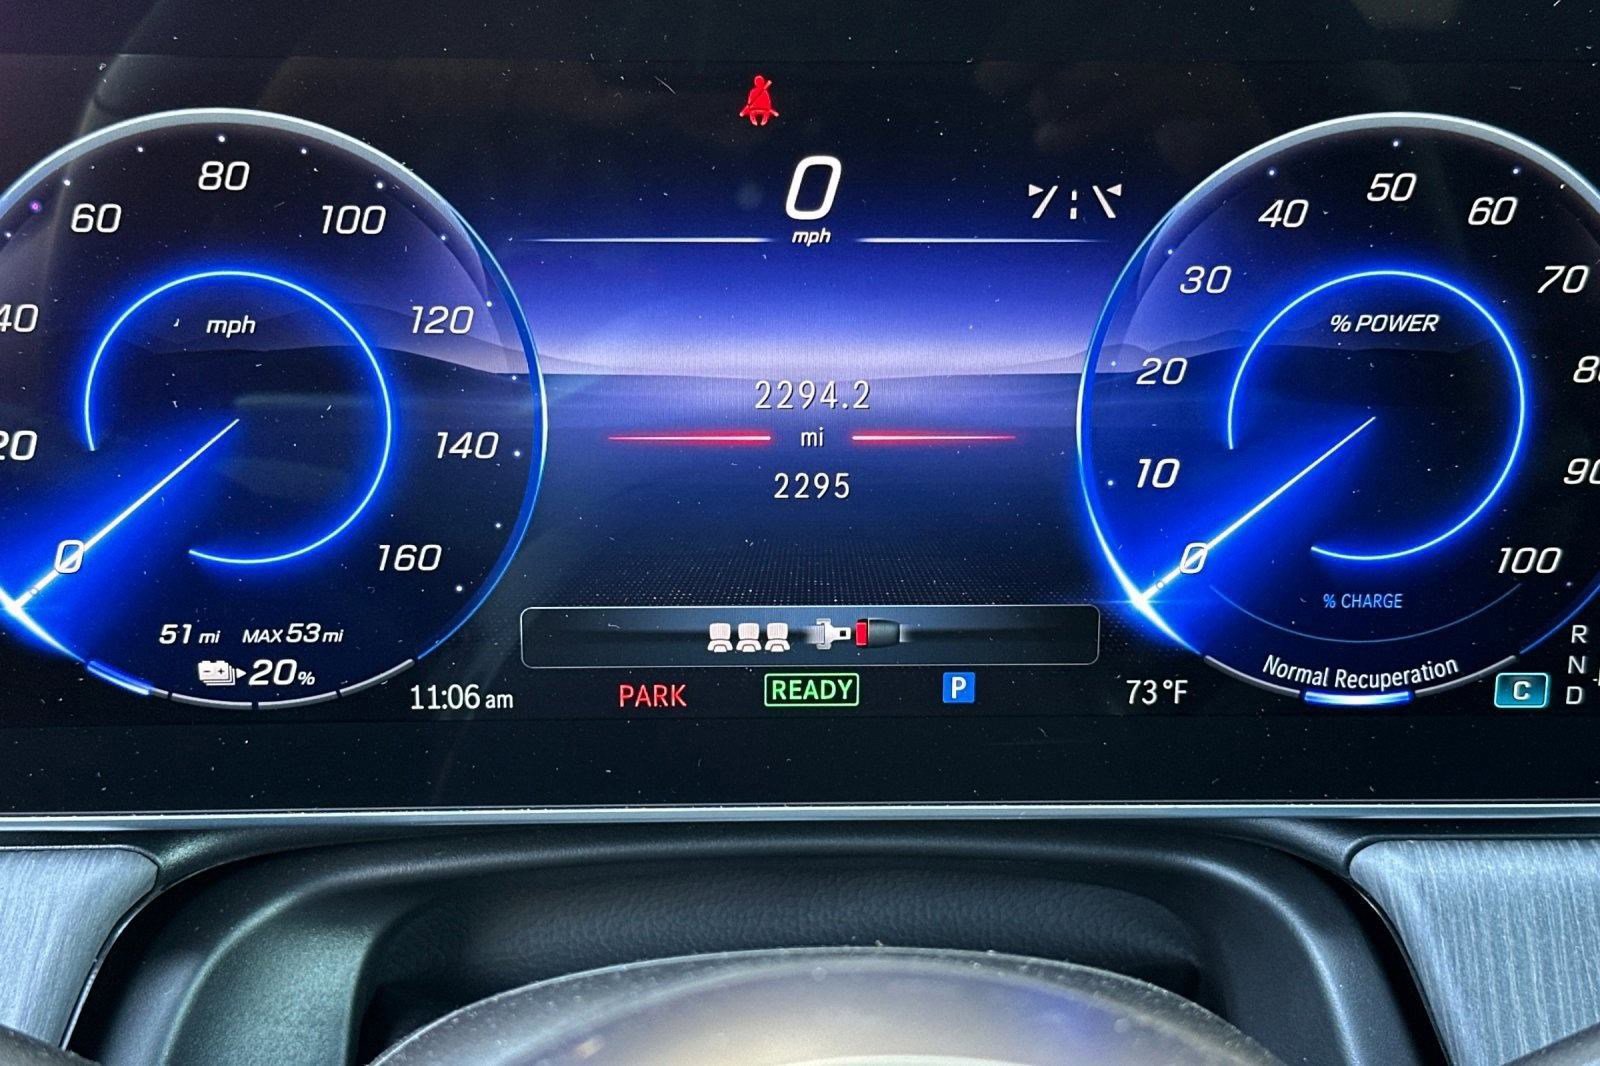 0
mph
80
60
100
40
120
mph
20
140
0
160
51 mi MAX 53 mi
20%
11:06 am
2294.2
mi
2295
PARK
READY
P
73°F
50
40
60
30
70
% POWER
20
10
90
0
100
% CHARGE
Normal Recuperation
C
R
N
D